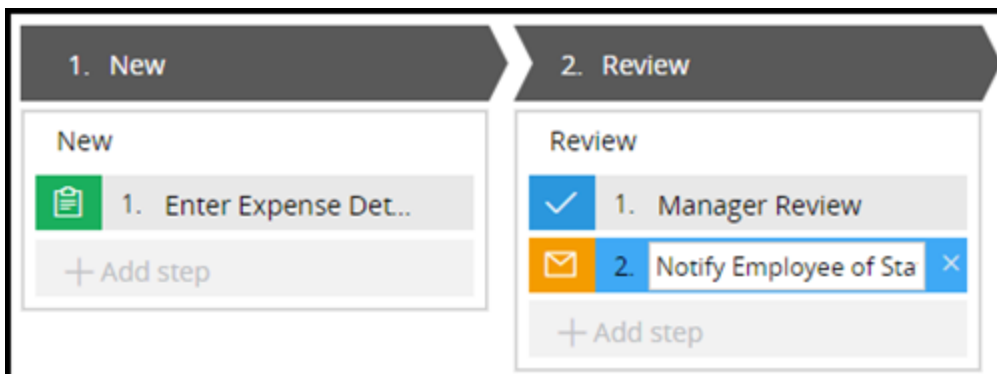 1. New
2. Review
New
1. Enter Expense Det...
+ Add step
Review
1. Manager Review
2. Notify Employee of Sta
+ Add step